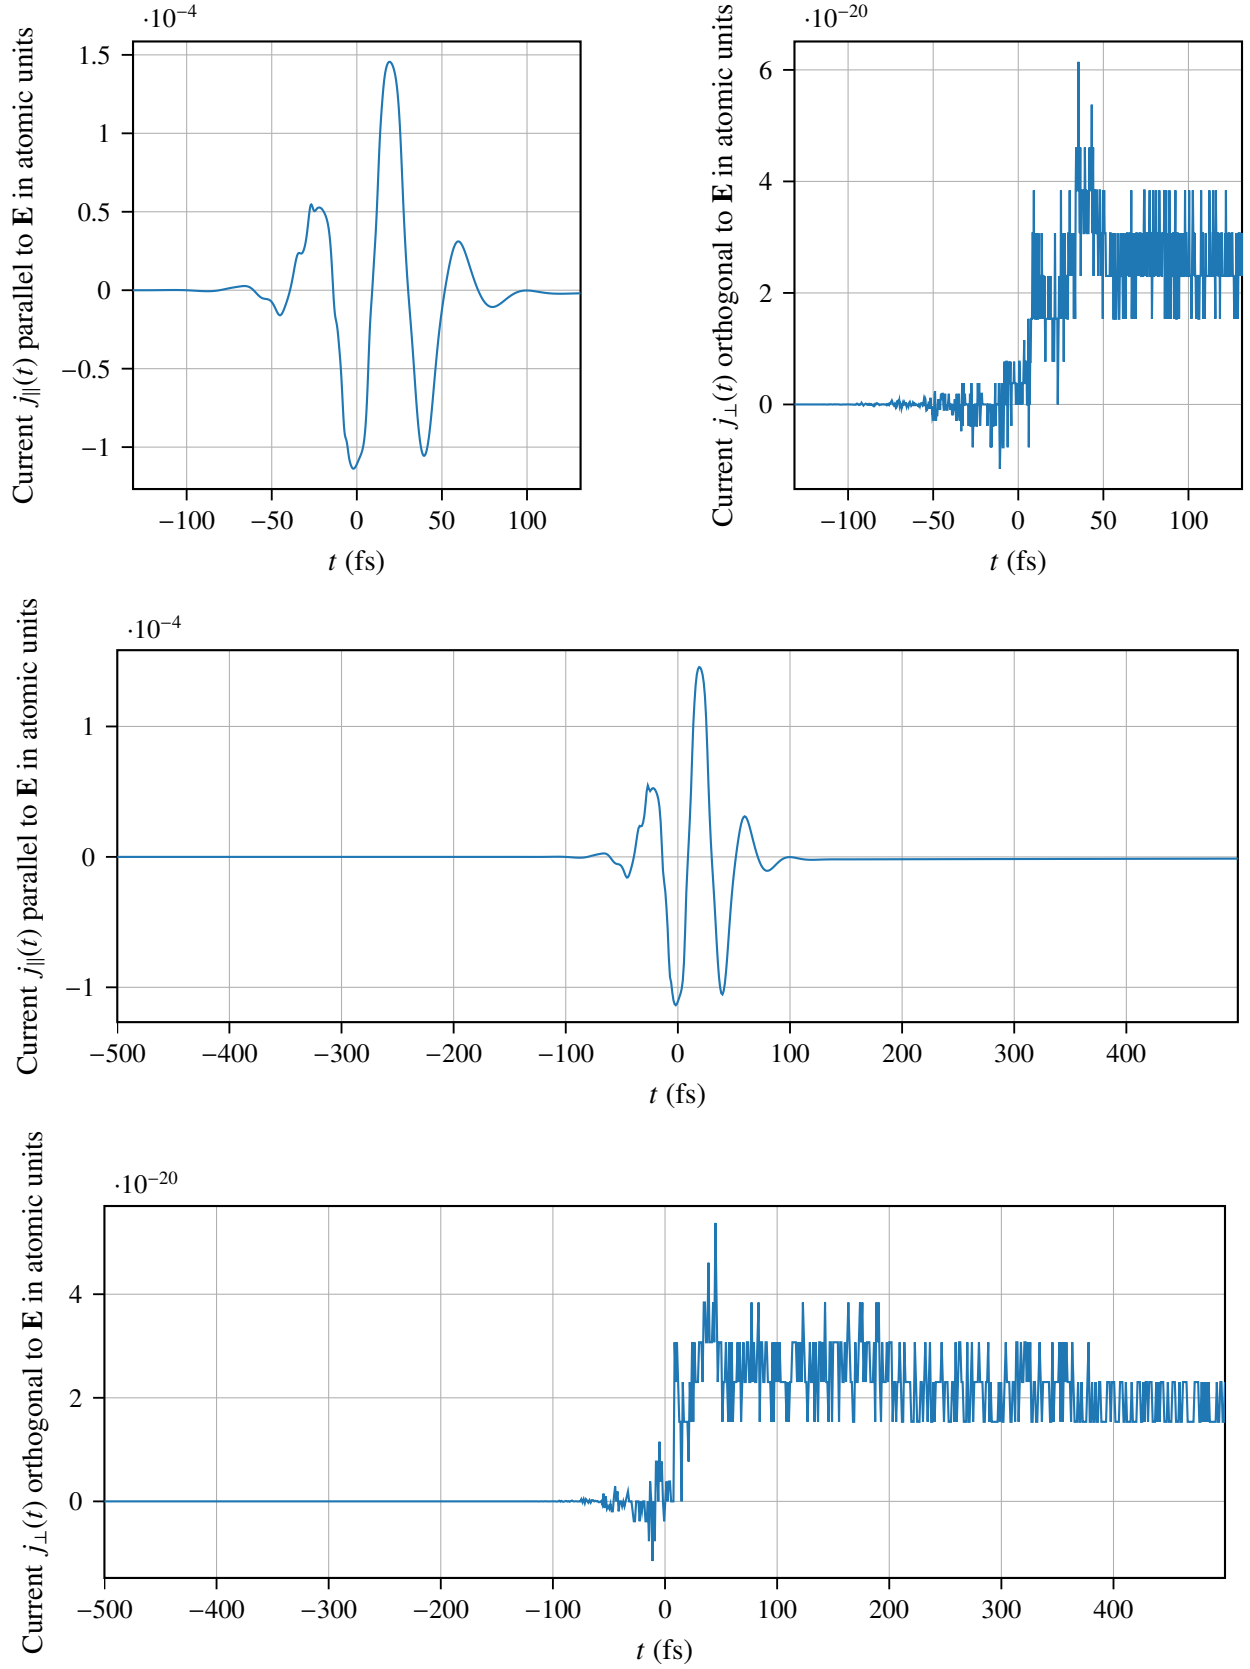 ·10⁻⁴
Current j∥(t) parallel to E in atomic units
1.5
1
0.5
0
−0.5
−1
−100 −50 0 50 100
t (fs)
·10⁻²⁰
Current j⊥(t) orthogonal to E in atomic units
6
4
2
0
−100 −50 0 50 100
t (fs)
·10⁻⁴
Current j∥(t) parallel to E in atomic units
1
0
−1
−500 −400 −300 −200 −100 0 100 200 300 400
t (fs)
·10⁻²⁰
Current j⊥(t) orthogonal to E in atomic units
4
2
0
−500 −400 −300 −200 −100 0 100 200 300 400
t (fs)